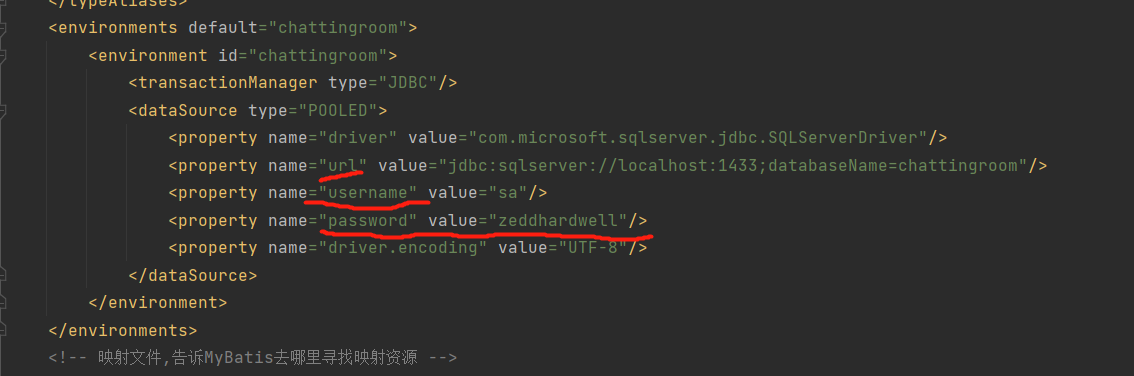 </typeAliases>
<environments default="chattingroom">
<environment id="chattingroom">
<transactionManager type="JDBC"/>
<dataSource type="POOLED">
<property name="driver" value="com.microsoft.sqlserver.jdbc.SQLServerDriver"/>
<property name="url" value="jdbc:sqlserver://localhost:1433;databaseName=chattingroom"/>
<property name="username" value="sa"/>
<property name="password" value="zeddhardwell"/>
<property name="driver.encoding" value="UTF-8"/>
</dataSource>
</environment>
</environments>
<!-- 映射文件,告诉MyBatis去哪里寻找映射资源 -->